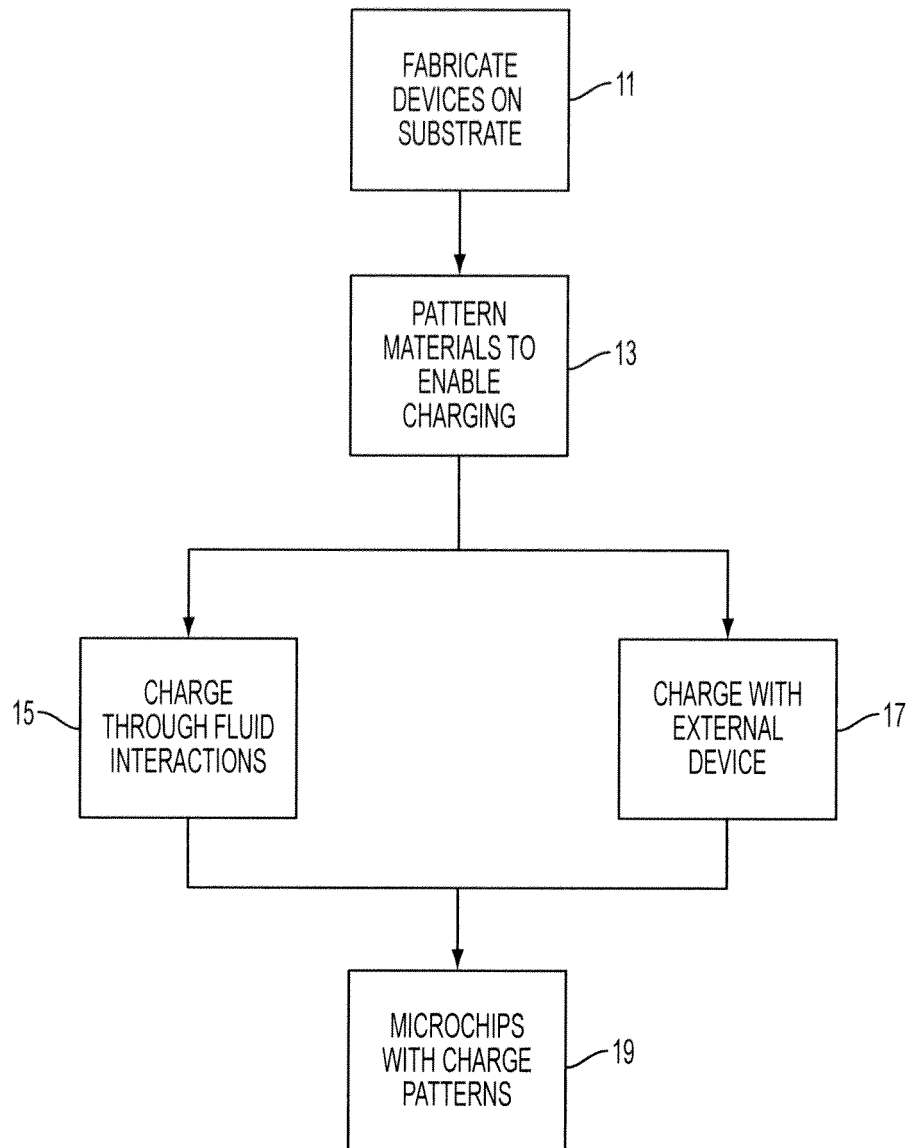 FABRICATE
DEVICES ON
SUBSTRATE
11
PATTERN
MATERIALS TO
ENABLE
CHARGING
13
15
CHARGE
THROUGH FLUID
INTERACTIONS
CHARGE WITH
EXTERNAL
DEVICE
17
MICROCHIPS
WITH CHARGE
PATTERNS
19